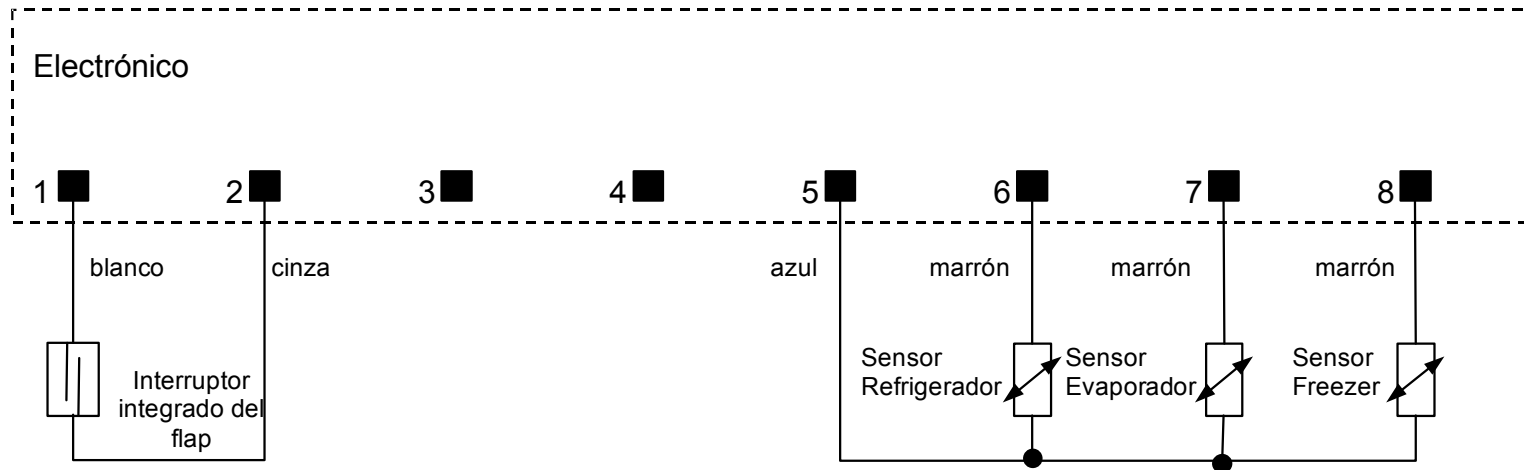 Electrónico
1 2 3 4 5 6 7 8
blanco cinza azul marrón marrón marrón
Interruptor
integrado del
flap
Sensor
Refrigerador
Sensor
Evaporador
Sensor
Freezer